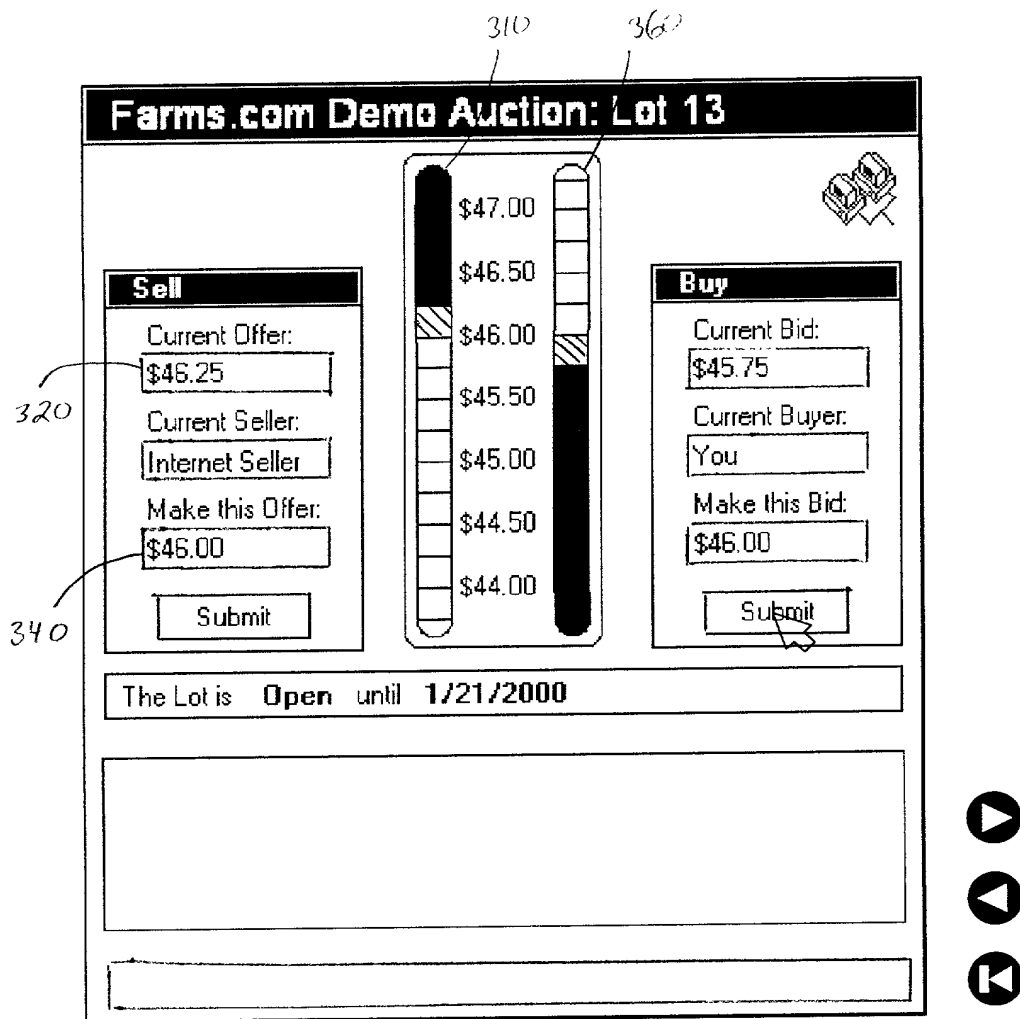 310 360
Farms.com Demo Auction: Lot 13
$47.00
$46.50
$46.00
$45.50
$45.00
$44.50
$44.00
Sell
Current Offer:
$46.25
320
Current Seller:
Internet Seller
Make this Offer:
$46.00
340
Submit
Buy
Current Bid:
$45.75
Current Buyer:
You
Make this Bid:
$46.00
Submit
The Lot is Open until 1/21/2000